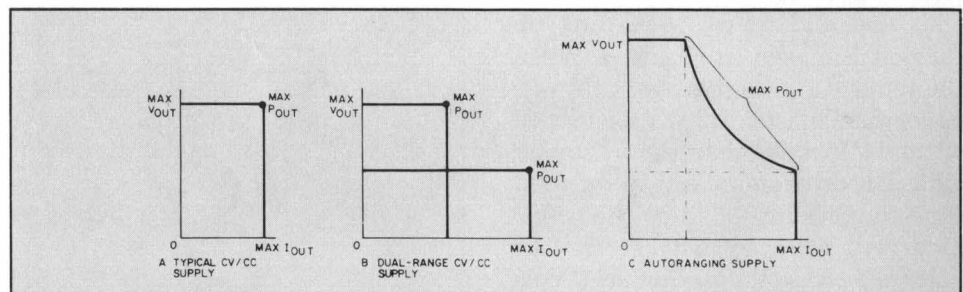 MAX
VOUT
MAX
POUT
0
MAX IOUT
A TYPICAL CV/CC
SUPPLY
MAX
VOUT
MAX
POUT
MAX
POUT
0
MAX IOUT
B DUAL-RANGE CV/CC
SUPPLY
MAX VOUT
MAX POUT
0
MAX IOUT
C AUTORANGING SUPPLY